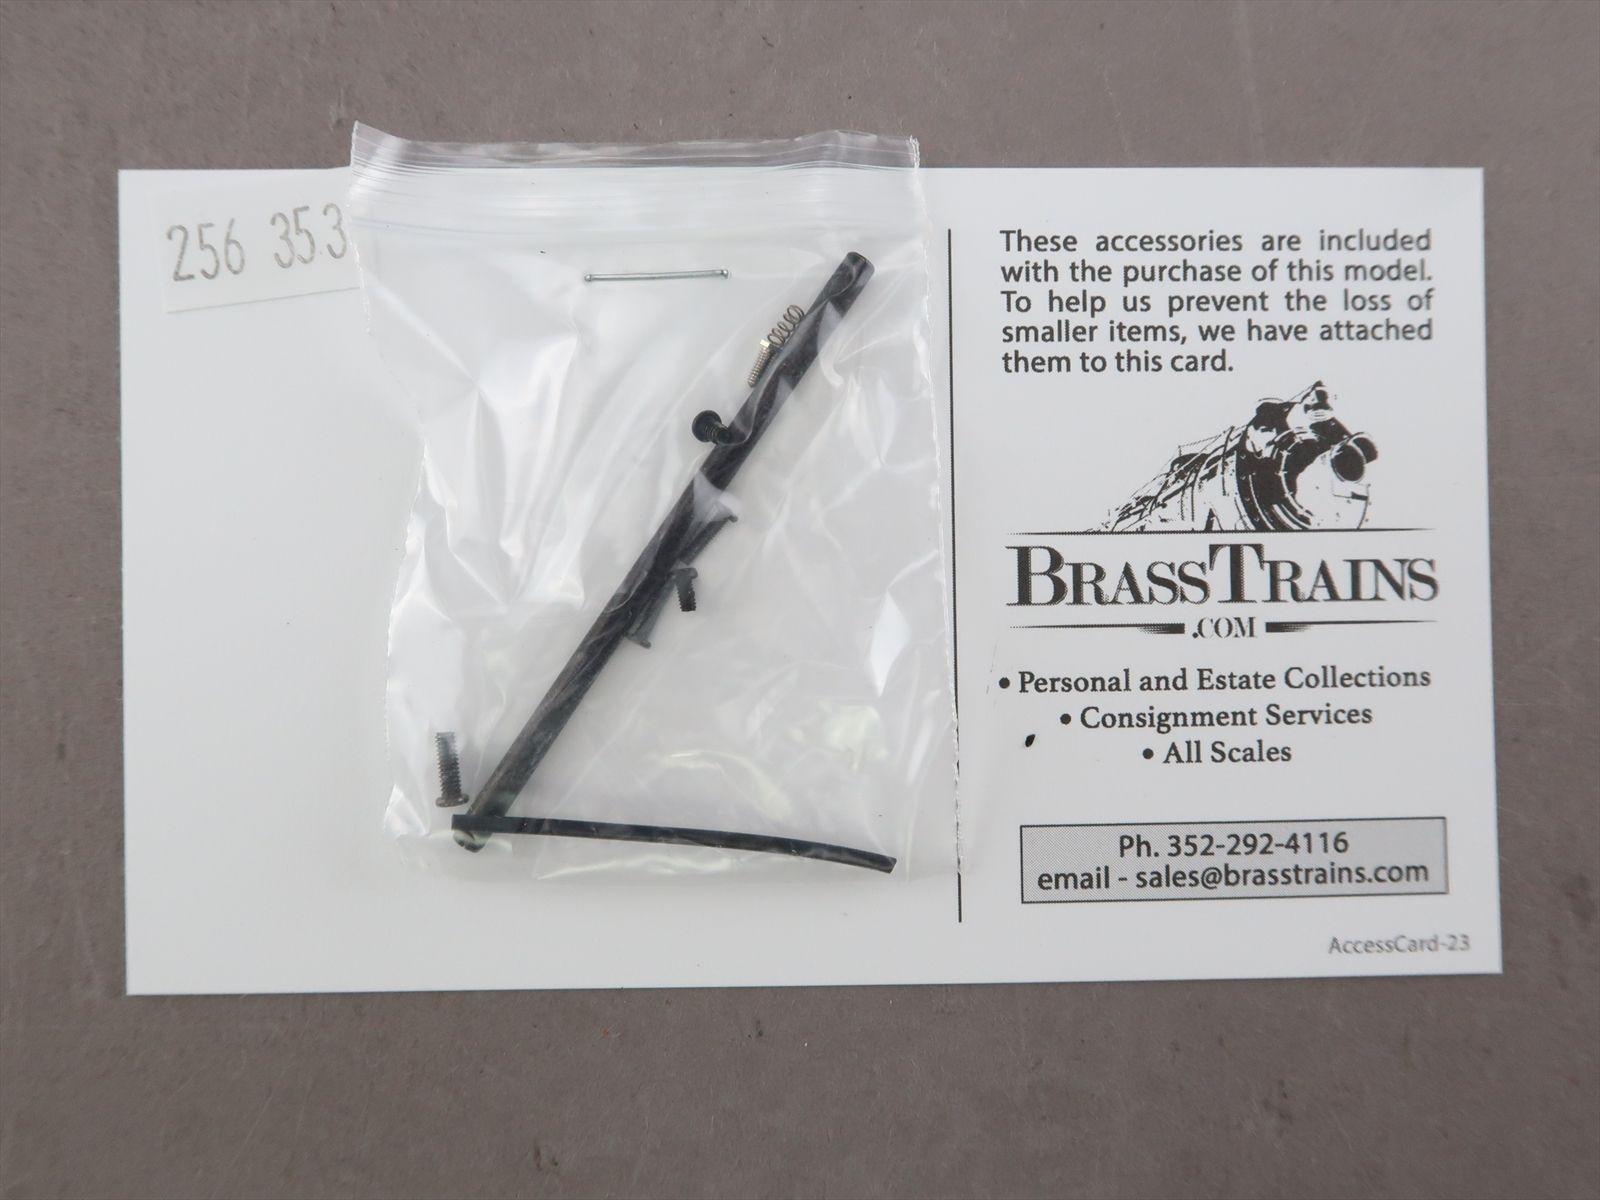 256 353
These accessories are included
with the purchase of this model.
To help us prevent the loss of
smaller items, we have attached
them to this card.
BRASSTRAINS
.COM
• Personal and Estate Collections
• Consignment Services
• All Scales
Ph. 352-292-4116
email - sales@brasstrains.com
AccessCard-23